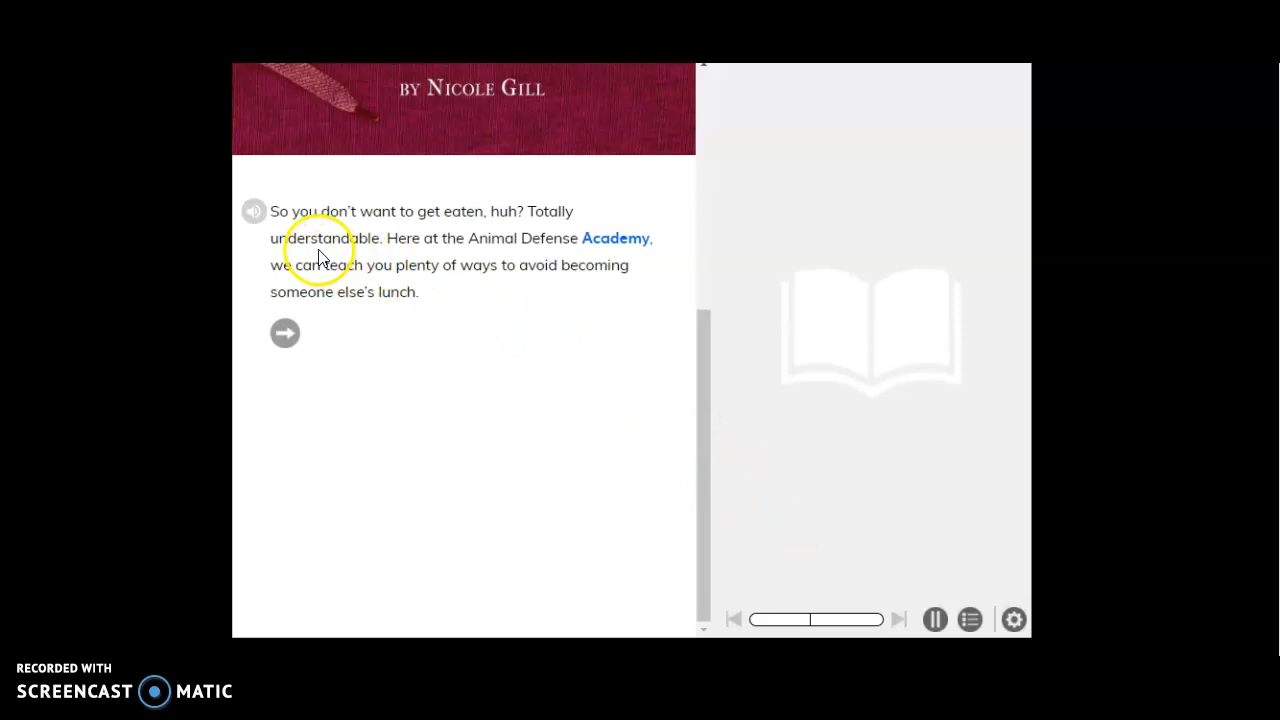 BY NICOLE GILL
So you don't want to get eaten, huh? Totally
understandable. Here at the Animal Defense Academy,
we can teach you plenty of ways to avoid becoming
someone else's lunch.
RECORDED WITH
SCREENCAST MATIC